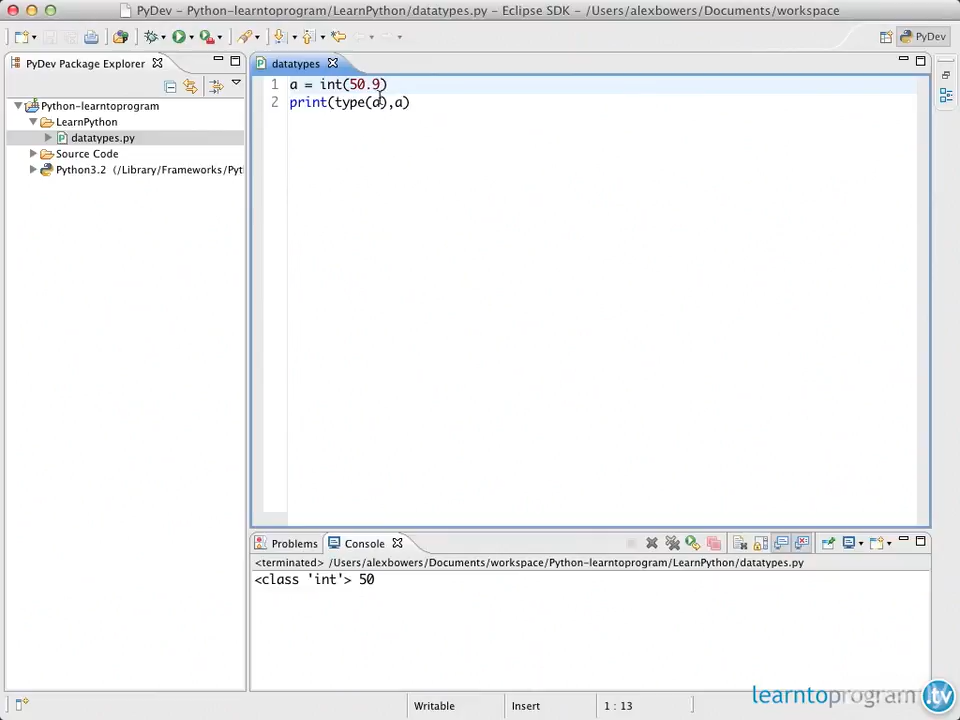 PyDev - Python-learntoprogram/LearnPython/datatypes.py - Eclipse SDK - /Users/alexbowers/Documents/workspace
PyDev
PyDev Package Explorer
Python-learntoprogram
LearnPython
datatypes.py
Source Code
Python3.2 (/Library/Frameworks/Pyt
datatypes
1 a = int(50.9)
2 print(type(a),a)
Problems
Console
<terminated> /Users/alexbowers/Documents/workspace/Python-learntoprogram/LearnPython/datatypes.py
<class 'int'> 50
Writable
Insert
1 : 13
learntoprogram.tv